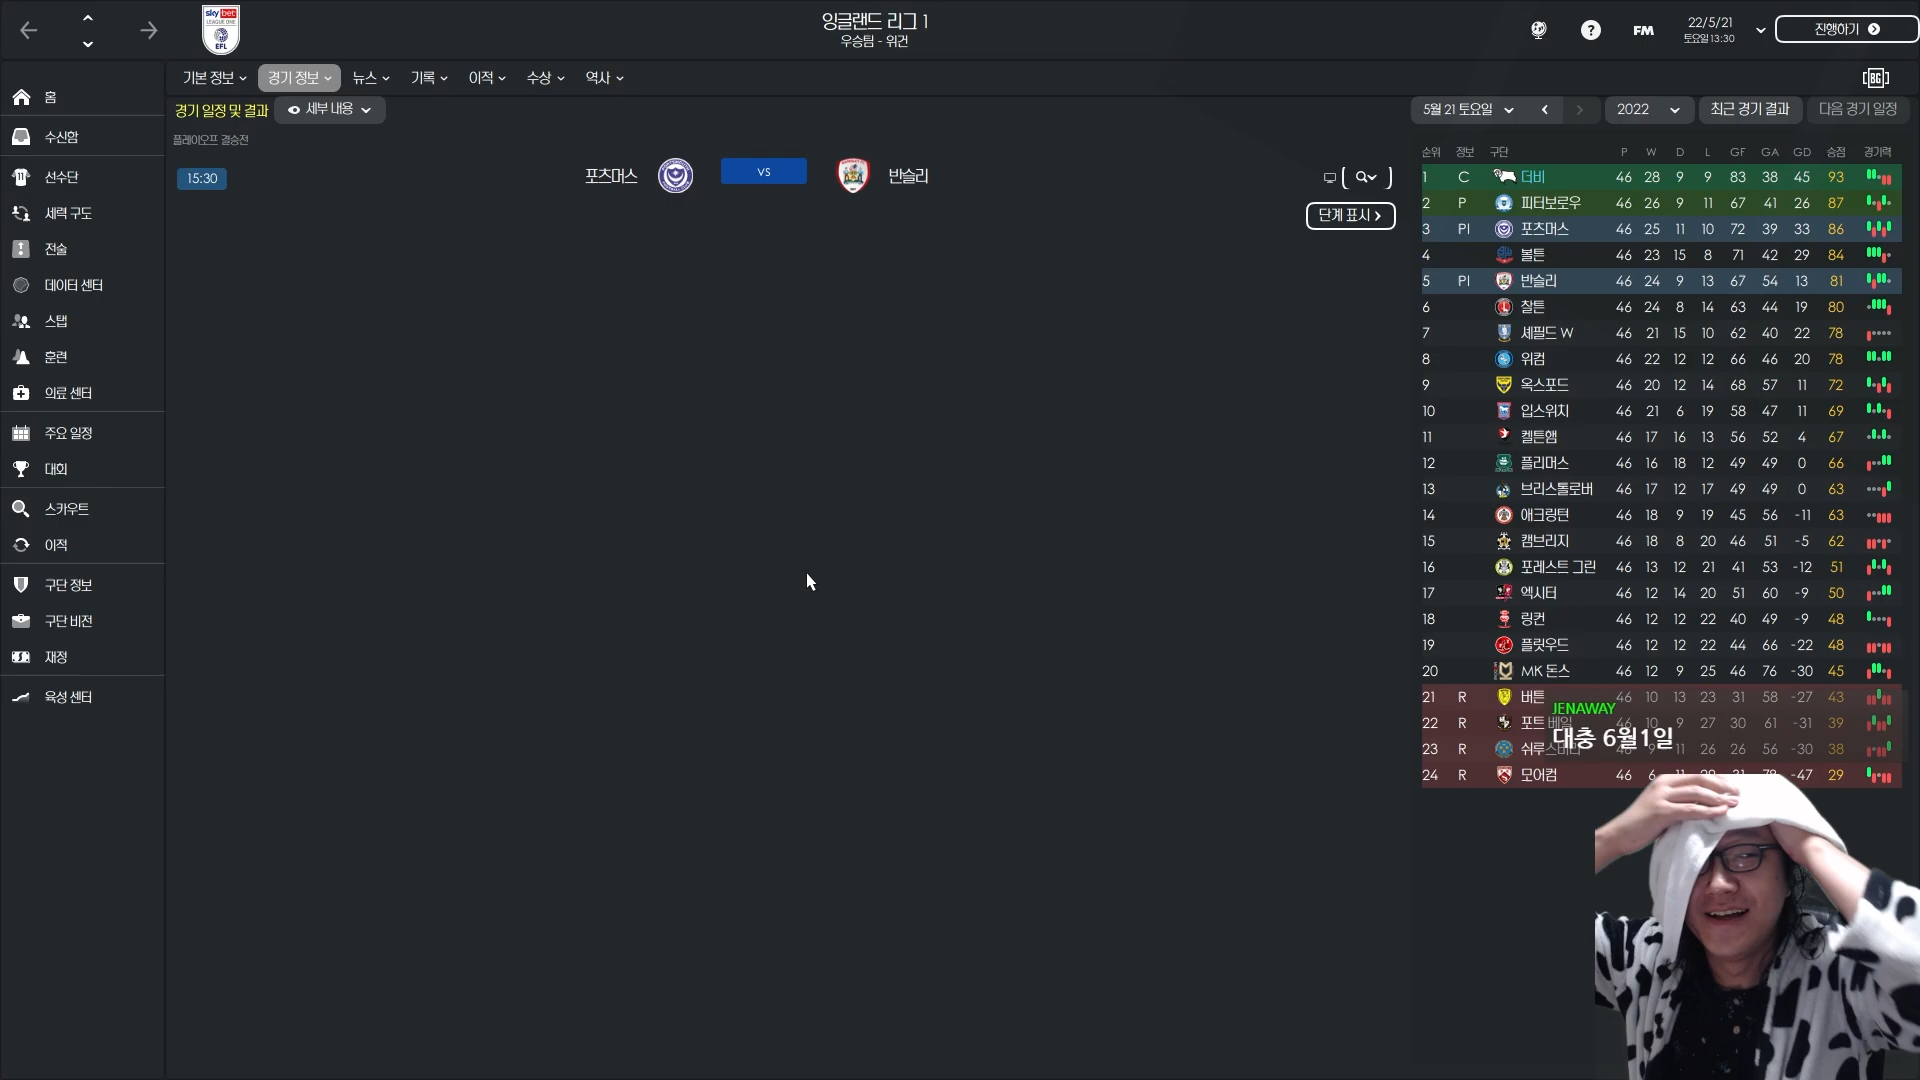 sky bet
LEAGUE ONE
EFL
잉글랜드 리그 1
우승팀 - 위건
?
FM
22/5/21
토요일 13:30
진행하기
기본 정보
경기 정보
뉴스
기록
이적
수상
역사
BG
홈
수신함
선수단
세력 구도
전술
데이터 센터
스탭
훈련
의료 센터
주요 일정
대회
스카우트
이적
구단 정보
구단 비전
재정
육성 센터
경기 일정 및 결과
세부 내용
5월 21 토요일
2022
최근 경기 결과
다음 경기 일정
플레이오프 결승전
15:30
포츠머스
vs
반슬리
단계 표시
순위 정보 구단 P W D L GF GA GD 승점 경기력
1 C 더비 46 28 9 9 83 38 45 93
2 P 피터보로우 46 26 9 11 67 41 26 87
3 Pl 포츠머스 46 25 11 10 72 39 33 86
4 볼튼 46 23 15 8 71 42 29 84
5 Pl 반슬리 46 24 9 13 67 54 13 81
6 찰튼 46 24 8 14 63 44 19 80
7 셰필드 W 46 21 15 10 62 40 22 78
8 위컴 46 22 12 12 66 46 20 78
9 옥스포드 46 20 12 14 68 57 11 72
10 입스위치 46 21 6 19 58 47 11 69
11 켈튼햄 46 17 16 13 56 52 4 67
12 플리머스 46 16 18 12 49 49 0 66
13 브리스톨로버 46 17 12 17 49 49 0 63
14 애크링턴 46 18 9 19 45 56 -11 63
15 캠브리지 46 18 8 20 46 51 -5 62
16 포레스트 그린 46 13 12 21 41 53 -12 51
17 엑시터 46 12 14 20 51 60 -9 50
18 링컨 46 12 12 22 40 49 -9 48
19 플릿우드 46 12 12 22 44 66 -22 48
20 MK 돈스 46 12 9 25 46 76 -30 45
21 R 버튼 46 10 13 23 31 58 -27 43
22 R 포트 베일 46 10 9 27 30 61 -31 39
23 R 쉬루스버리 46 9 11 26 26 56 -30 38
24 R 모어컴 46 6 11 29 31 78 -47 29
JENAWAY
대충 6월1일